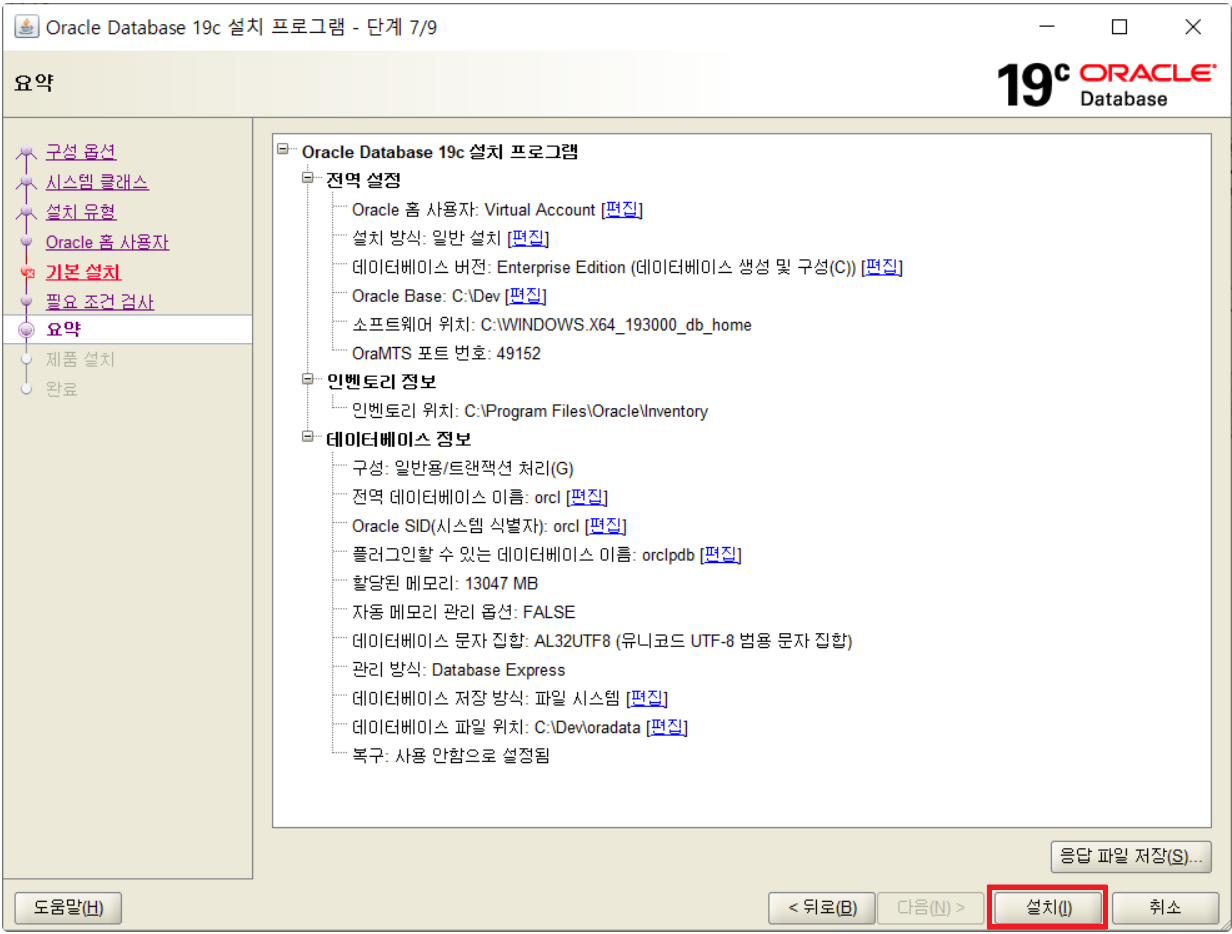 Oracle Database 19c 설치 프로그램 - 단계 7/9
요약
19c ORACLE
Database
구성 옵션
시스템 클래스
설치 유형
Oracle 홈 사용자
기본 설치
필요 조건 검사
요약
제품 설치
완료
Oracle Database 19c 설치 프로그램
전역 설정
Oracle 홈 사용자: Virtual Account [편집]
설치 방식: 일반 설치 [편집]
데이터베이스 버전: Enterprise Edition (데이터베이스 생성 및 구성(C)) [편집]
Oracle Base: C:\Dev [편집]
소프트웨어 위치: C:\WINDOWS.X64_193000_db_home
OraMTS 포트 번호: 49152
인벤토리 정보
인벤토리 위치: C:\Program Files\Oracle\Inventory
데이터베이스 정보
구성: 일반용/트랜잭션 처리(G)
전역 데이터베이스 이름: orcl [편집]
Oracle SID(시스템 식별자): orcl [편집]
플러그인할 수 있는 데이터베이스 이름: orclpdb [편집]
할당된 메모리: 13047 MB
자동 메모리 관리 옵션: FALSE
데이터베이스 문자 집합: AL32UTF8 (유니코드 UTF-8 범용 문자 집합)
관리 방식: Database Express
데이터베이스 저장 방식: 파일 시스템 [편집]
데이터베이스 파일 위치: C:\Dev\oradata [편집]
복구: 사용 안함으로 설정됨
응답 파일 저장(S)...
도움말(H)
< 뒤로(B)
다음(N) >
설치(I)
취소